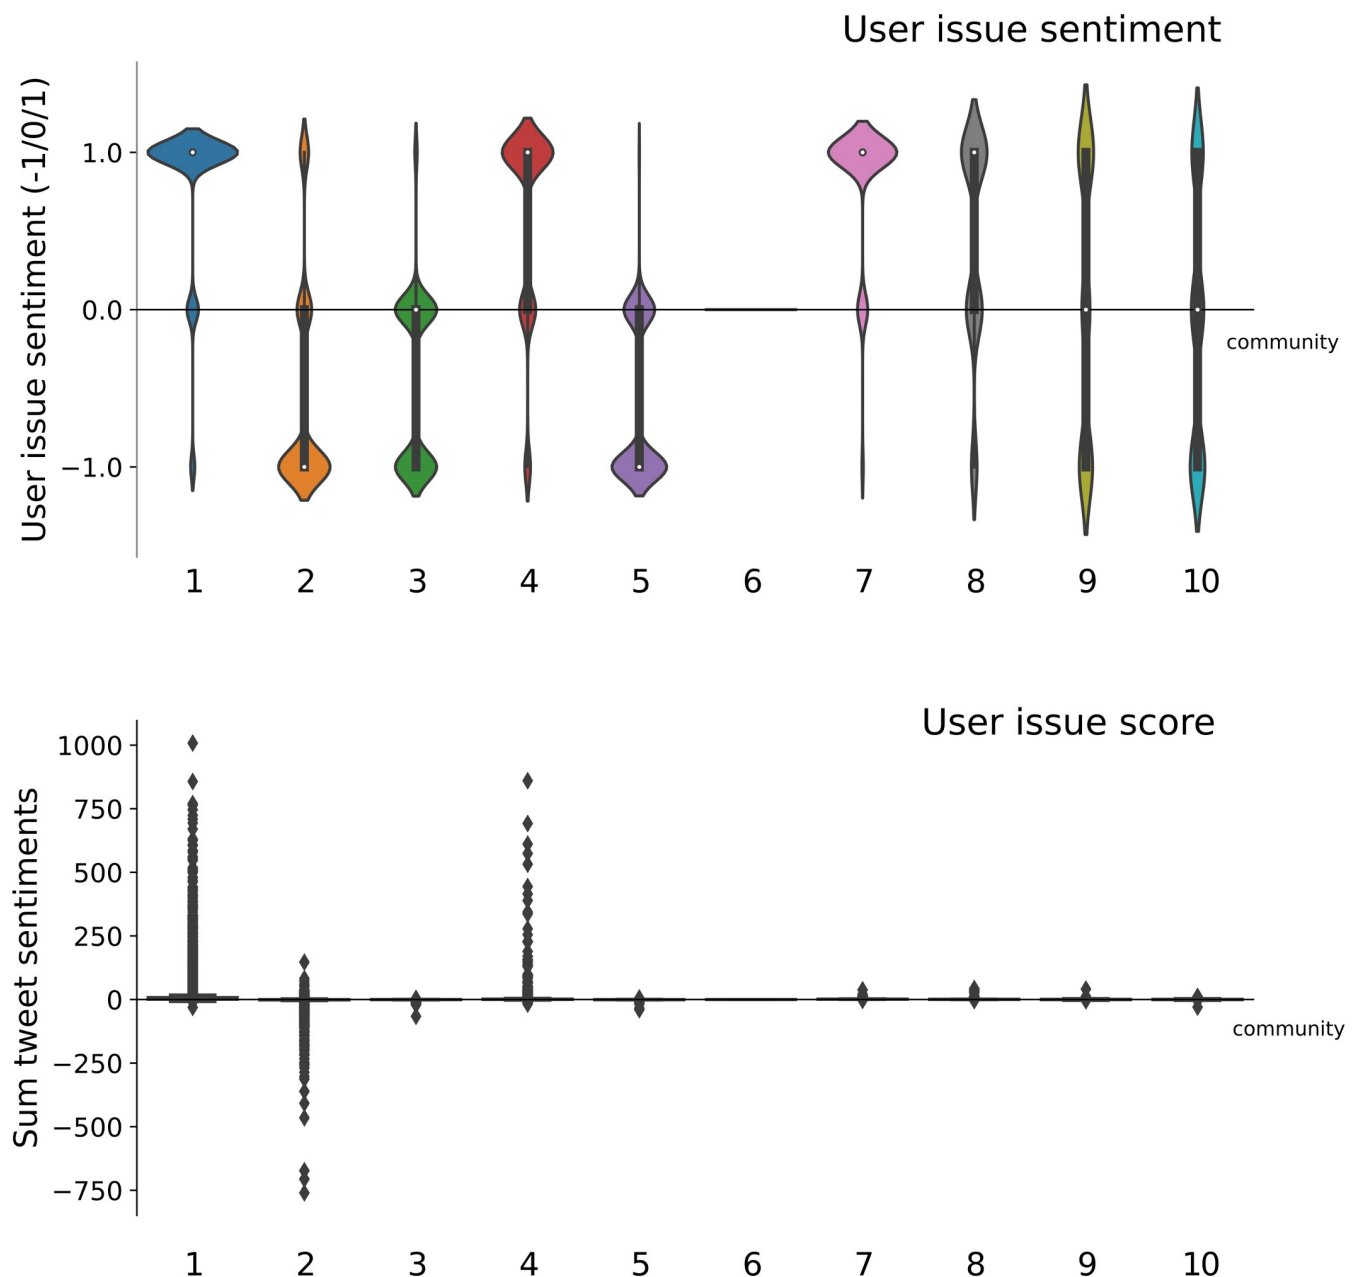 User issue sentiment
User issue sentiment (-1/0/1)
1.0
0.0
−1.0
community
1 2 3 4 5 6 7 8 9 10
User issue score
Sum tweet sentiments
1000
750
500
250
0
−250
−500
−750
community
1 2 3 4 5 6 7 8 9 10